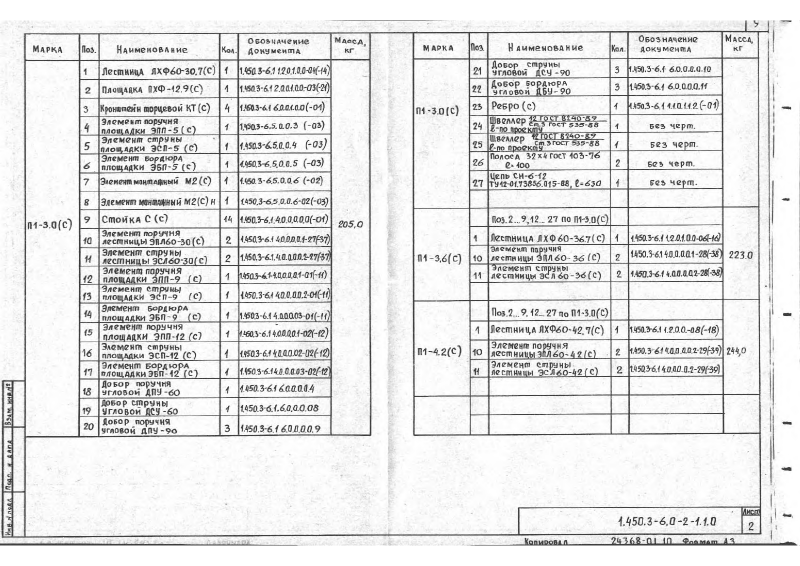 МАРКА Поз. НАИМЕНОВАНИЕ Кол. ОБОЗНАЧЕНИЕ ДОКУМЕНТА МАССА, КГ
П1-3.0(С) 205,0
1 Лестница ЛХФ60-30,7(С) 1 1.450.3-6.1.1.2.0.1.0.0-04(-14)
2 Площадка ПХФ-12.9(С) 1 1.450.3-6.1.2.0.0.1.0.0-03(-21)
3 Кронштейн торцевой КТ(С) 4 1.450.3-6.1.6.0.0.1.0.0(-01)
4 Элемент поручня площадки ЭПП-5(С) 1 1.450.3-6.5.0.0.3 (-03)
5 Элемент струны площадки ЭСП-5(С) 1 1.450.3-6.5.0.0.4 (-03)
6 Элемент бордюра площадки ЭБП-5(С) 1 1.450.3-6.5.0.0.5 (-03)
7 Элемент монтажный М2(С) 1 1.450.3-6.5.0.0.6 (-02)
8 Элемент монтажный М2(С)н 1 1.450.3-6.5.0.0.6-02(-03)
9 Стойка С(С) 14 1.450.3-6.1.4.0.0.0.0(-01)
10 Элемент поручня лестницы ЭПЛ60-30(С) 2 1.450.3-6.1.4.0.0.0.1-27(-37)
11 Элемент струны лестницы ЭСЛ60-30(С) 2 1.450.3-6.1.4.0.0.0.2-27(-37)
12 Элемент поручня площадки ЭПП-9 (С) 1 1.450.3-6.1.4.0.0.0.1-01(-11)
13 Элемент струны площадки ЭСП-9 (С) 1 1.450.3-6.1.4.0.0.0.2-01(-11)
14 Элемент бордюра площадки ЭБП-9 (С) 1 1.450.3-6.1.4.0.0.0.03-01(-11)
15 Элемент поручня площадки ЭПП-12(С) 1 1.450.3-6.1.4.0.0.0.1-02(-12)
16 Элемент струны площадки ЭСП-12(С) 1 1.450.3-6.1.4.0.0.0.02-02(-12)
17 Элемент бордюра площадки ЭБП-12(С) 1 1.450.3-6.1.4.0.0.0.03-02(-12)
18 Добор поручня угловой ДПУ-60 1 1.450.3-6.1.6.0.0.0.4
19 Добор струны угловой ДСУ-60 1 1.450.3-6.1.6.0.0.0.08
20 Добор поручня угловой ДПУ-90 3 1.450.3-6.1.6.0.0.0.9
МАРКА Поз. НАИМЕНОВАНИЕ Кол. ОБОЗНАЧЕНИЕ ДОКУМЕНТА МАССА, КГ
П1-3.0(С)
21 Добор струны угловой ДСУ-90 3 1.450.3-6.1.6.0.0.0.10
22 Добор бордюра угловой ДБУ-90 3 1.450.3-6.1.6.0.0.0.11
23 Ребро(С) 1 1.450.3-6.1.1.1.0.1.1.2(-01)
24 Швеллер 12 ГОСТ 8240-89 Ст3 ГОСТ 535-88 ℓ-по проекту 1 Без черт.
25 Швеллер 12 ГОСТ 8240-89 Ст3 ГОСТ 535-88 ℓ-по проекту 1 Без черт.
26 Полоса 32×4 ГОСТ 103-76 ℓ=100 2 Без черт.
27 Цепь СН-6-12 ТУ12-01.73856.015-88, ℓ=630 1 Без черт.
П1-3,6(С) 223.0
Поз. 2...9, 12...27 по П1-3.0(С)
1 Лестница ЛХФ60-36.7(С) 1 1.450.3-6.1.1.2.0.1.0.0-06(-16)
10 Элемент поручня лестницы ЭПЛ60-36(С) 2 1.450.3-6.1.4.0.0.0.1-28(-38)
11 Элемент струны лестницы ЭСЛ60-36(С) 2 1.450.3-6.1.4.0.0.0.2-28(-38)
П1-4.2(С) 244,0
Поз. 2...9, 12...27 по П1-3.0(С)
1 Лестница ЛХФ60-42,7(С) 1 1.450.3-6.1.1.2.0.0.-08(-18)
10 Элемент поручня лестницы ЭПЛ60-42(С) 2 1.450.3-6.1.4.0.0.0.2-29(-39)
11 Элемент струны лестницы ЭСЛ60-42(С) 2 1.450.3-6.1.4.0.0.0.2-29(-39)
Взам. инв. №
Подп. и дата
Инв. № подл.
1.450.3-6.0-2-1.1.0
Лист
2
Копировал 24368-01 10 Формат А3